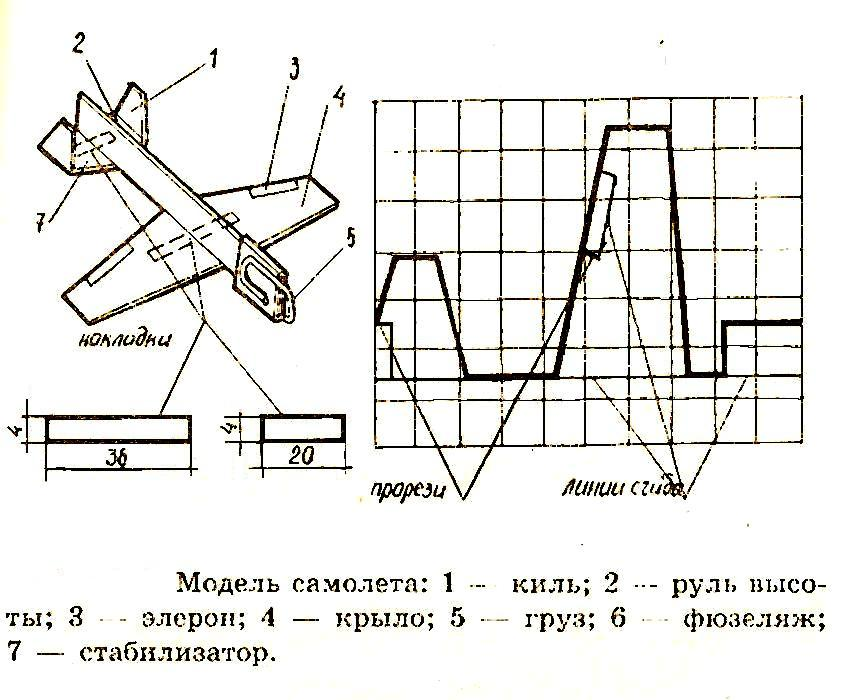 2
1
3
4
7
5
накладки
4
36
4
20
прорези
линии сгиба
Модель самолета: 1 — киль; 2 — руль высо-
ты; 3 — элерон; 4 — крыло; 5 — груз; 6 — фюзеляж;
7 — стабилизатор.